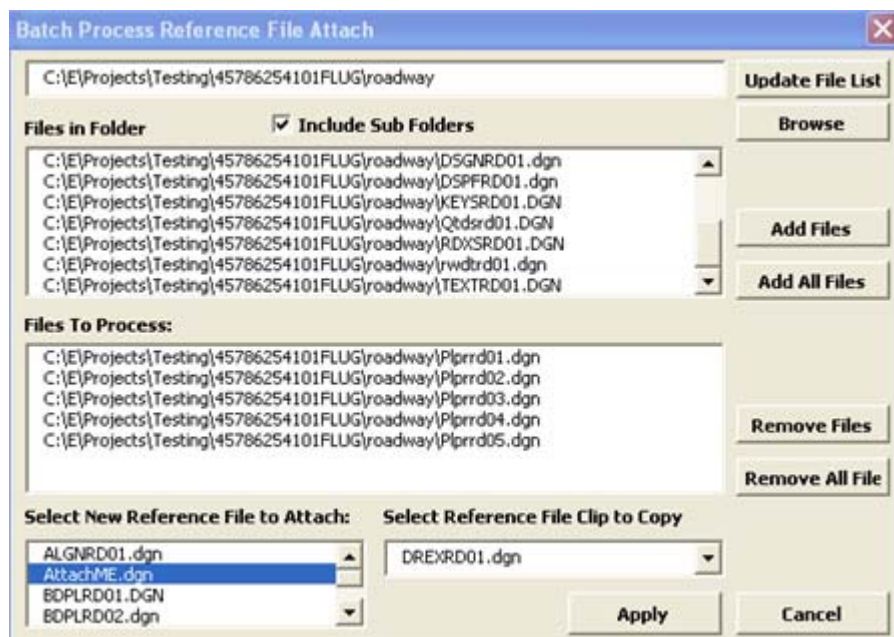 Batch Process Reference File Attach
C:\E\Projects\Testing\45786254101FLUG\roadway
Update File List
Files in Folder
Include Sub Folders
Browse
C:\E\Projects\Testing\45786254101FLUG\roadway\DSGNRD01.dgn
C:\E\Projects\Testing\45786254101FLUG\roadway\DSPFRD01.dgn
C:\E\Projects\Testing\45786254101FLUG\roadway\KEYSRD01.DGN
C:\E\Projects\Testing\45786254101FLUG\roadway\Qtdsrd01.DGN
C:\E\Projects\Testing\45786254101FLUG\roadway\RDXSRD01.DGN
C:\E\Projects\Testing\45786254101FLUG\roadway\rwdtrd01.dgn
C:\E\Projects\Testing\45786254101FLUG\roadway\TEXTRD01.DGN
Add Files
Add All Files
Files To Process:
C:\E\Projects\Testing\45786254101FLUG\roadway\Plprrd01.dgn
C:\E\Projects\Testing\45786254101FLUG\roadway\Plprrd02.dgn
C:\E\Projects\Testing\45786254101FLUG\roadway\Plprrd03.dgn
C:\E\Projects\Testing\45786254101FLUG\roadway\Plprrd04.dgn
C:\E\Projects\Testing\45786254101FLUG\roadway\Plprrd05.dgn
Remove Files
Remove All File
Select New Reference File to Attach:
ALGNRD01.dgn
AttachME.dgn
BDPLRD01.DGN
BDPLRD02.dgn
Select Reference File Clip to Copy
DREXRD01.dgn
Apply
Cancel